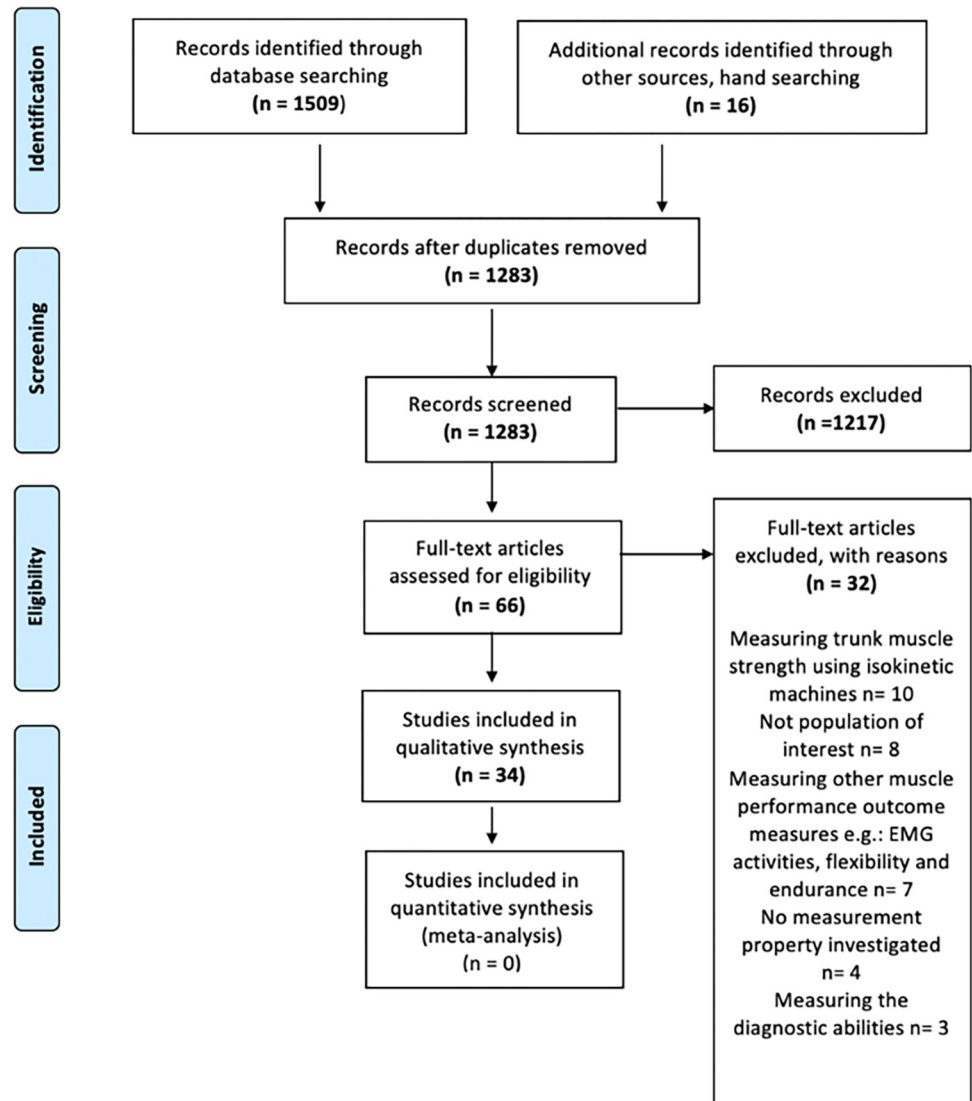 Identification
Records identified through
database searching
(n = 1509)
Additional records identified through
other sources, hand searching
(n = 16)
Records after duplicates removed
(n = 1283)
Screening
Records screened
(n = 1283)
Records excluded
(n =1217)
Eligibility
Full-text articles
assessed for eligibility
(n = 66)
Full-text articles
excluded, with reasons
(n = 32)
Measuring trunk muscle
strength using isokinetic
machines n= 10
Not population of
interest n= 8
Measuring other muscle
performance outcome
measures e.g.: EMG
activities, flexibility and
endurance n= 7
No measurement
property investigated
n= 4
Measuring the
diagnostic abilities n= 3
Included
Studies included in
qualitative synthesis
(n = 34)
Studies included in
quantitative synthesis
(meta-analysis)
(n = 0)